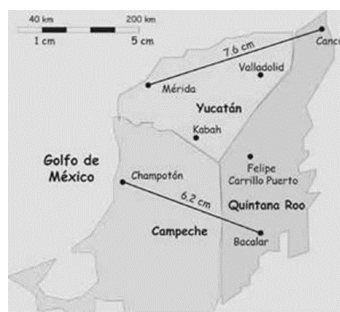 40 km 200 km
1 cm 5 cm
7.6 cm
Cancú
Valladolid
Mérida
Yucatán
Kabah
Golfo de
México
Champotón
Felipe
Carrillo Puerto
6.2 cm
Quintana Roo
Campeche
Bacalar